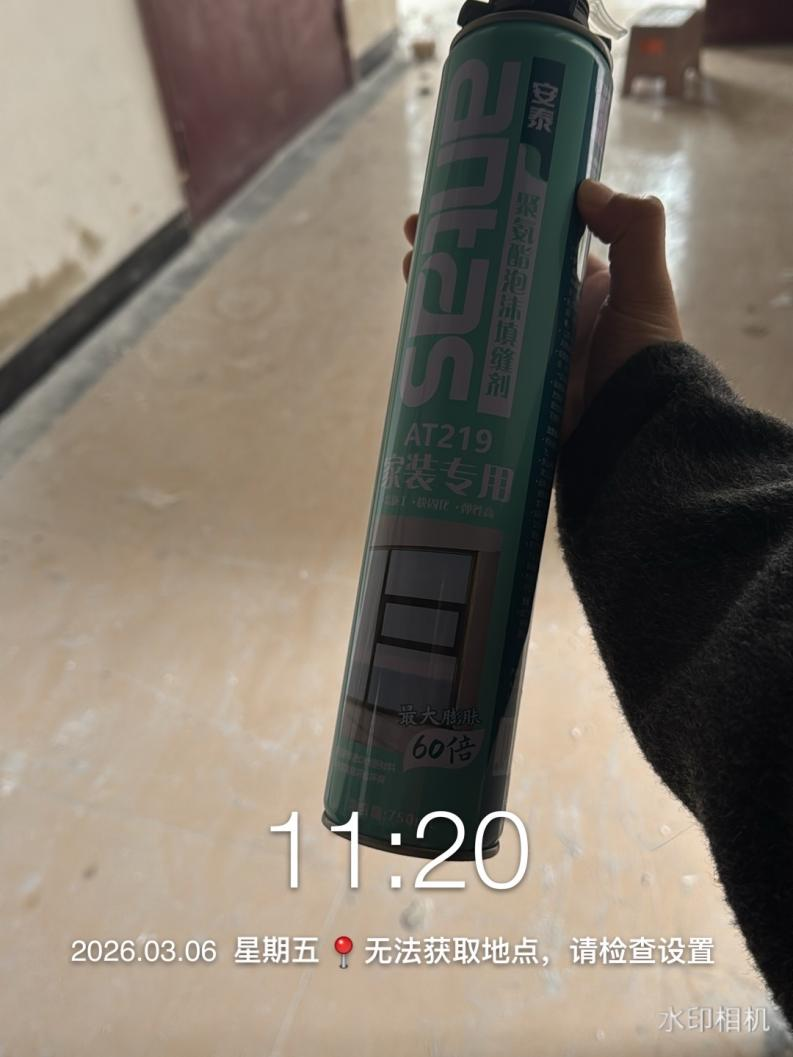 安泰
antas
聚氨酯泡沫填缝剂
AT219
家装专用
最大膨胀
60倍
11:20
2026.03.06 星期五 📍无法获取地点，请检查设置
水印相机